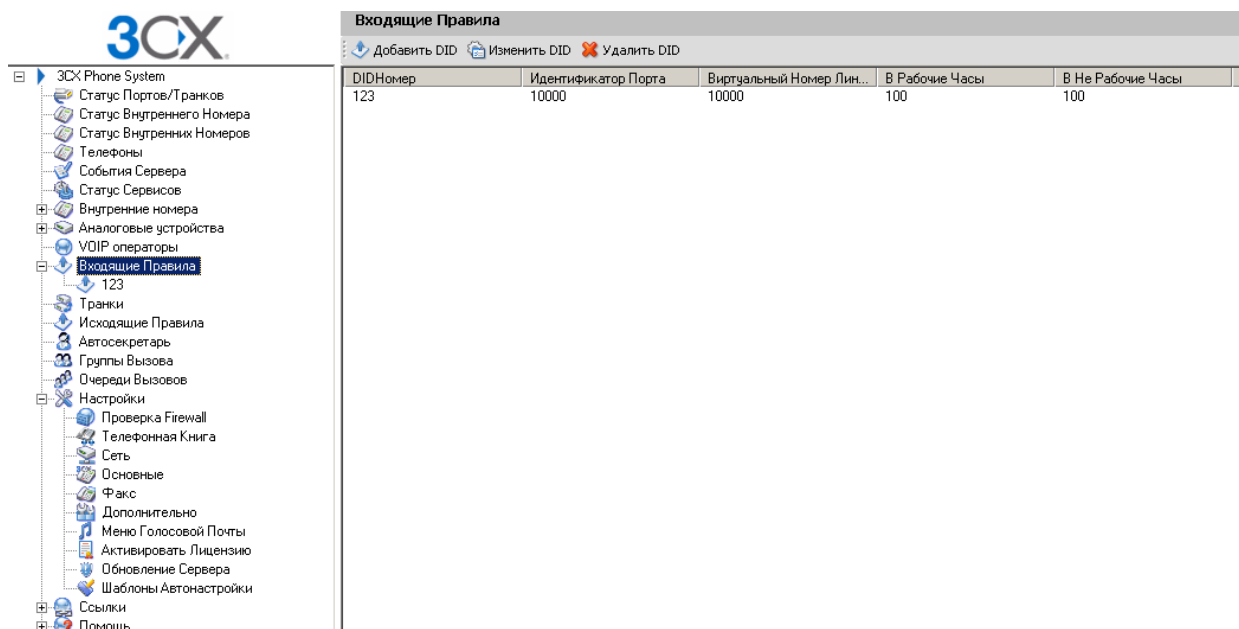 3CX
3CX Phone System
Статус Портов/Транков
Статус Внутреннего Номера
Статус Внутренних Номеров
Телефоны
События Сервера
Статус Сервисов
Внутренние номера
Аналоговые устройства
VOIP операторы
Входящие Правила
123
Транки
Исходящие Правила
Автосекретарь
Группы Вызова
Очереди Вызовов
Настройки
Проверка Firewall
Телефонная Книга
Сеть
Основные
Факс
Дополнительно
Меню Голосовой Почты
Активировать Лицензию
Обновление Сервера
Шаблоны Автонастройки
Ссылки
Помощь
Входящие Правила
Добавить DID Изменить DID Удалить DID
DIDНомер Идентификатор Порта Виртуальный Номер Лин... В Рабочие Часы В Не Рабочие Часы
123 10000 10000 100 100